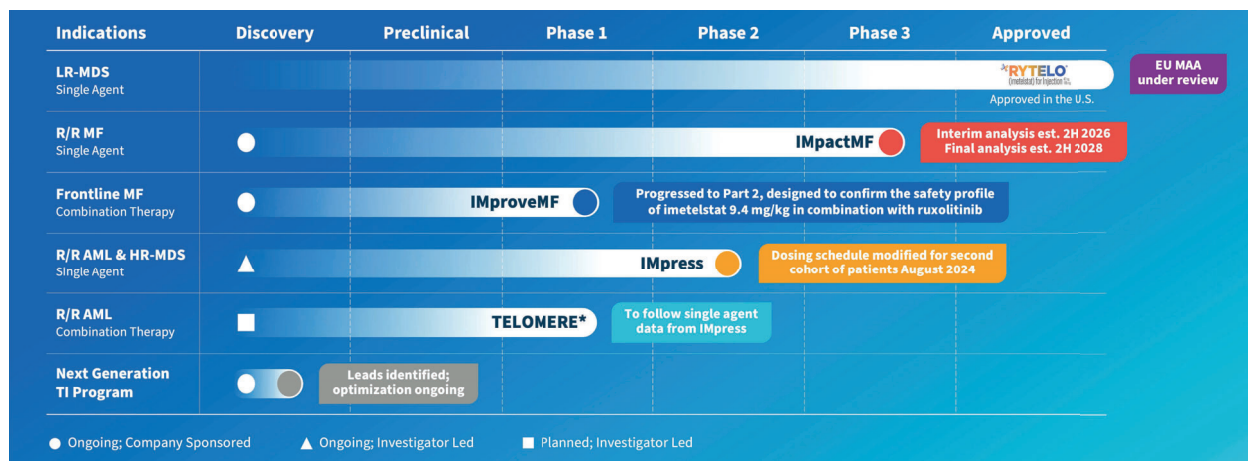 Indications Discovery Preclinical Phase 1 Phase 2 Phase 3 Approved
LR-MDS
Single Agent
RYTELO
(imetelstat) for Injection
Approved in the U.S.
EU MAA
under review
R/R MF
Single Agent
IMpactMF
Interim analysis est. 2H 2026
Final analysis est. 2H 2028
Frontline MF
Combination Therapy
IMproveMF
Progressed to Part 2, designed to confirm the safety profile
of imetelstat 9.4 mg/kg in combination with ruxolitinib
R/R AML & HR-MDS
Single Agent
IMpress
Dosing schedule modified for second
cohort of patients August 2024
R/R AML
Combination Therapy
TELOMERE*
To follow single agent
data from IMpress
Next Generation
TI Program
Leads identified;
optimization ongoing
Ongoing; Company Sponsored Ongoing; Investigator Led Planned; Investigator Led